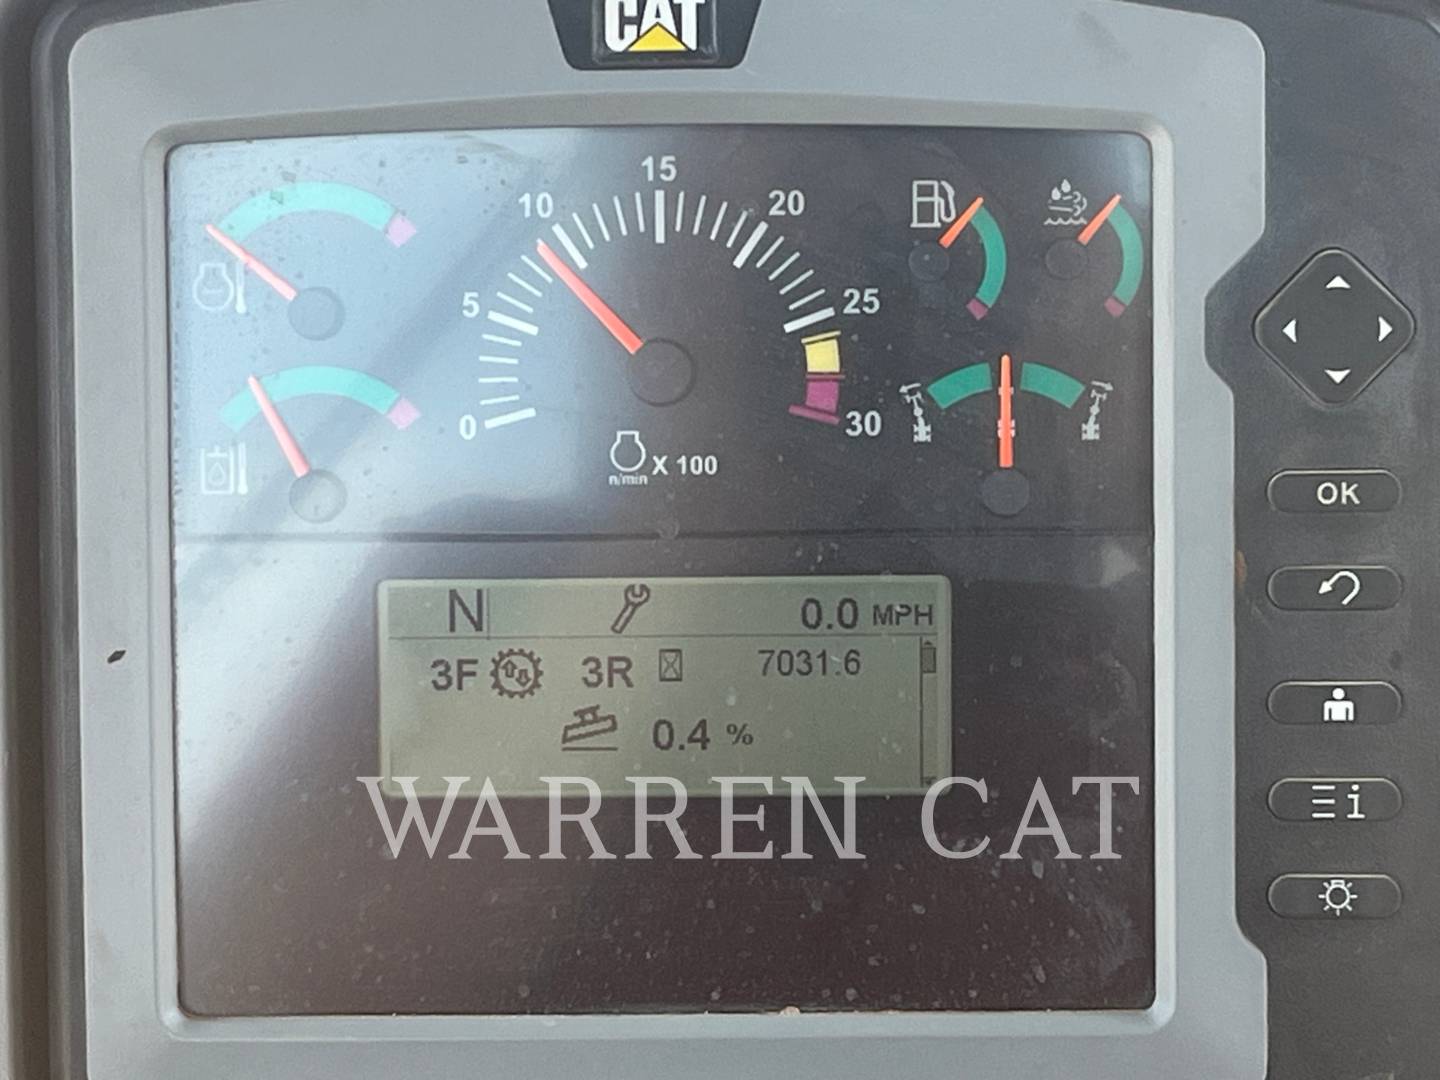 CAT
15
10
20
5
25
0
30
n/min X 100
OK
N 0.0 MPH
3F 3R 7031.6
0.4 %
i
WARREN CAT